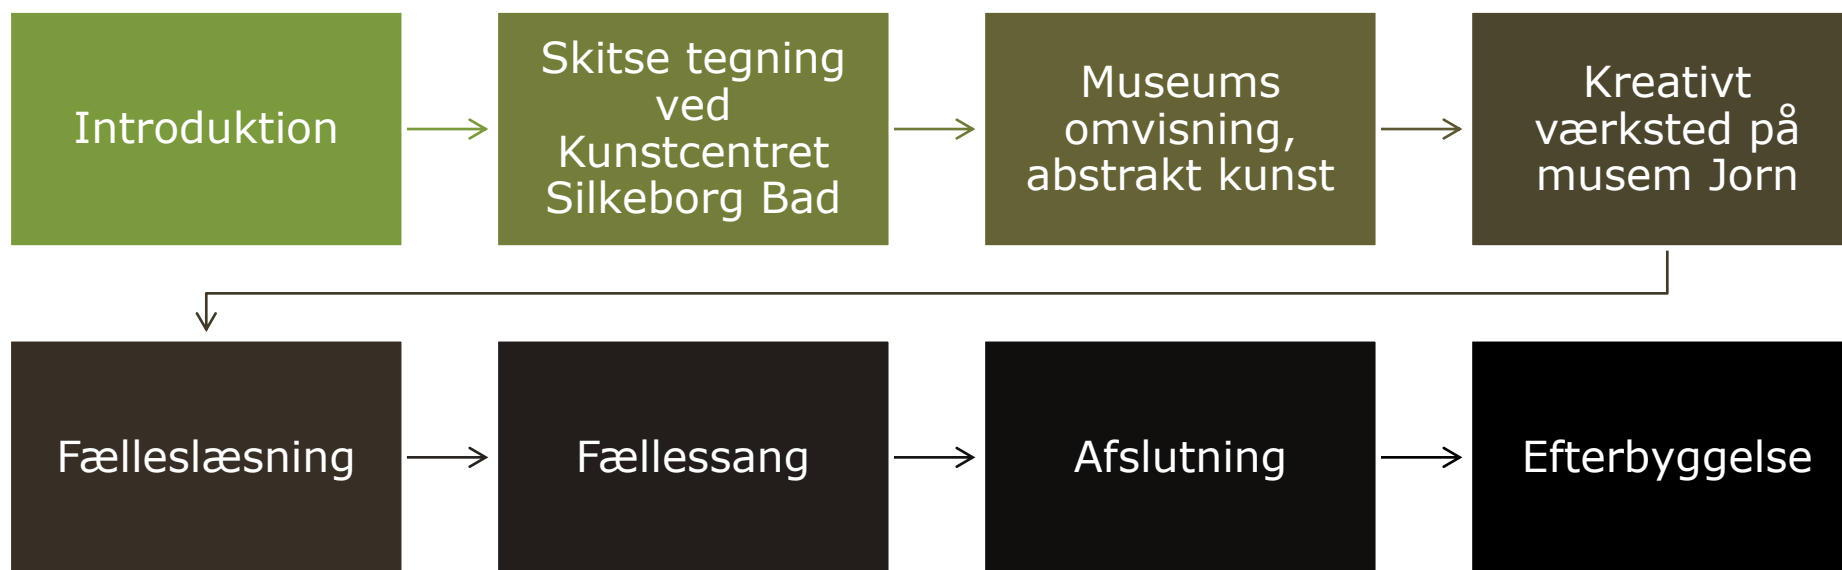 Introduktion
Skitse tegning
ved
Kunstcentret
Silkeborg Bad
Museums
omvisning,
abstrakt kunst
Kreativt
værksted på
musem Jorn
Fælleslæsning
Fællessang
Afslutning
Efterbyggelse